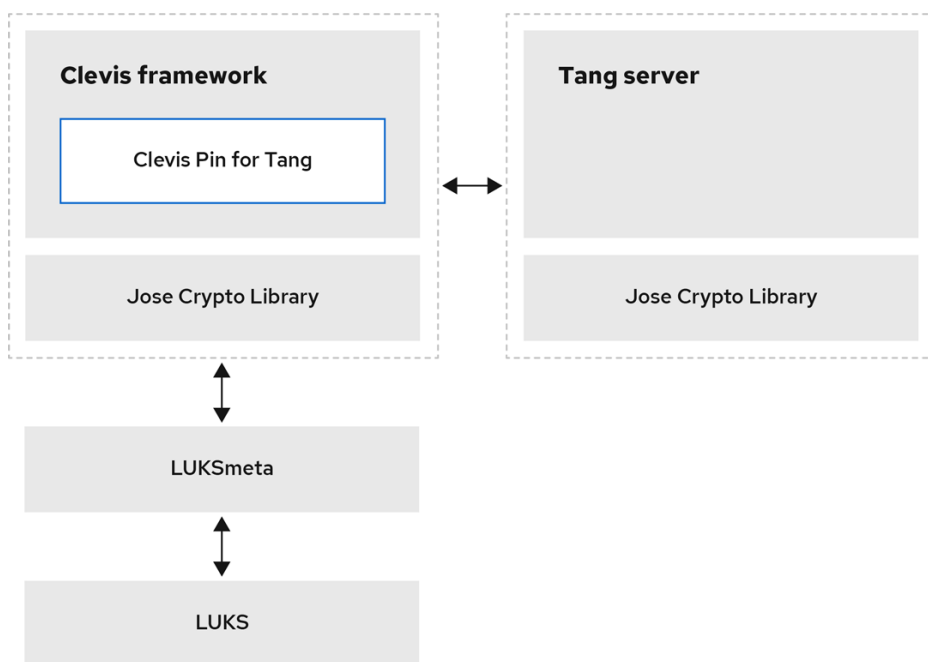 Clevis framework
Clevis Pin for Tang
Jose Crypto Library
Tang server
Jose Crypto Library
LUKSmeta
LUKS